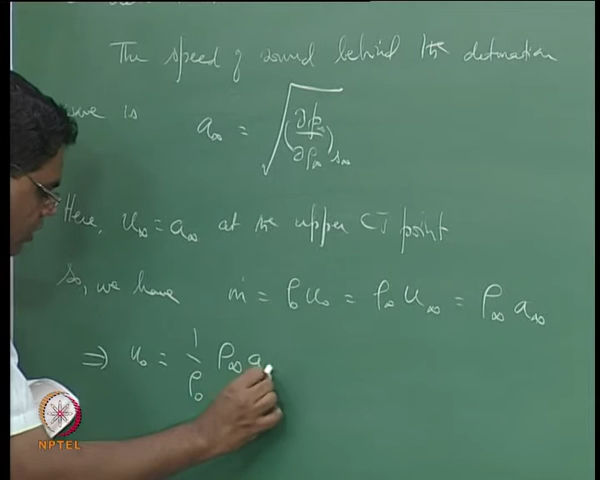 The speed of sound behind the detonation
wave is a∞ = √(∂p/∂ρ∞)s∞
Here, u∞ = a∞ at the upper CJ point
So, we have ṁ = ρ₀u₀ = ρ∞u∞ = ρ∞a∞
⇒ u₀ = 1/ρ₀ ρ∞ a
NPTEL